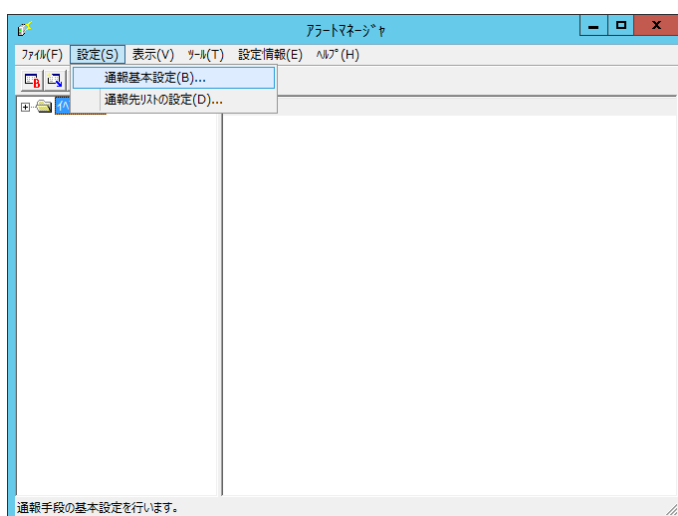 ｱﾗｰﾄﾏﾈｰｼﾞｬ
ﾌｧｲﾙ(F) 設定(S) 表示(V) ﾂｰﾙ(T) 設定情報(E) ﾍﾙﾌﾟ(H)
通報基本設定(B)...
通報先ﾘｽﾄの設定(D)...
通報手段の基本設定を行います。